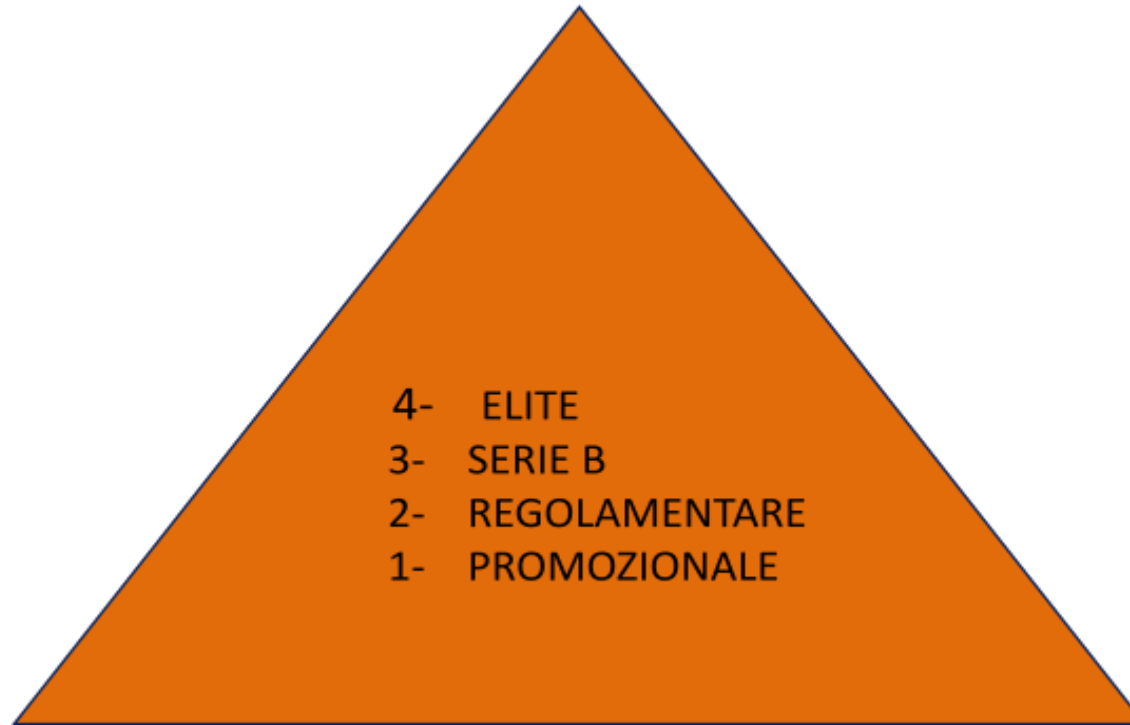 4- ELITE
3- SERIE B
2- REGOLAMENTARE
1- PROMOZIONALE